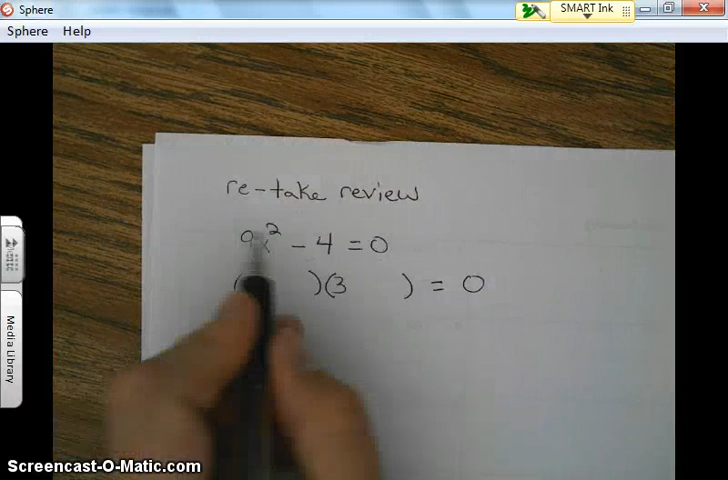 Sphere
SMART Ink
Sphere Help
Media Library
re-take review
9x² - 4 = 0
( )(3 ) = 0
Screencast-O-Matic.com